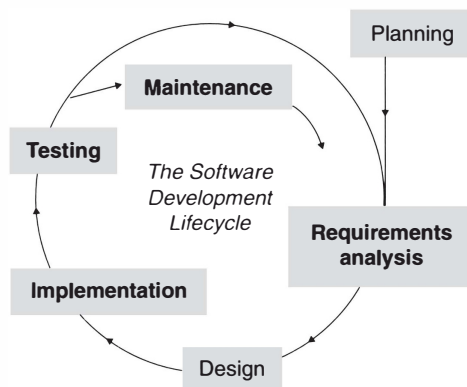 Planning
Maintenance
Testing
The Software
Development
Lifecycle
Requirements
analysis
Implementation
Design